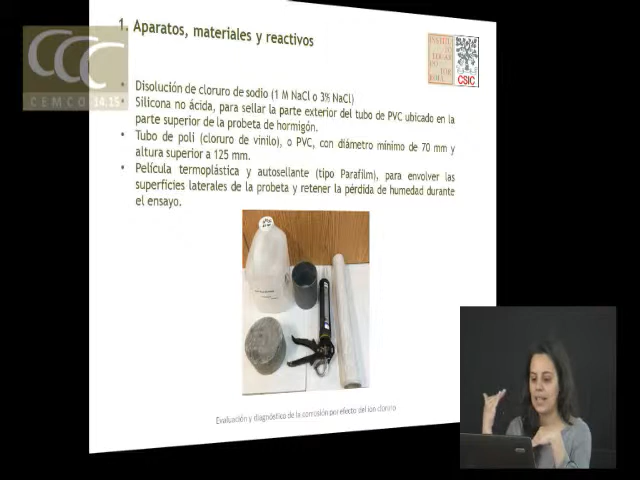 1. Aparatos, materiales y reactivos
CCC
CEMCO 14.15
CSIC
• Disolución de cloruro de sodio (1 M NaCl o 3% NaCl)
• Silicona no ácida, para sellar la parte exterior del tubo de PVC ubicado en la
parte superior de la probeta de hormigón.
• Tubo de poli (cloruro de vinilo), o PVC, con diámetro mínimo de 70 mm y
altura superior a 125 mm.
• Película termoplástica y autosellante (tipo Parafilm), para envolver las
superficies laterales de la probeta y retener la pérdida de humedad durante
el ensayo.
Evaluación y diagnóstico de la corrosión por efecto del ion cloruro